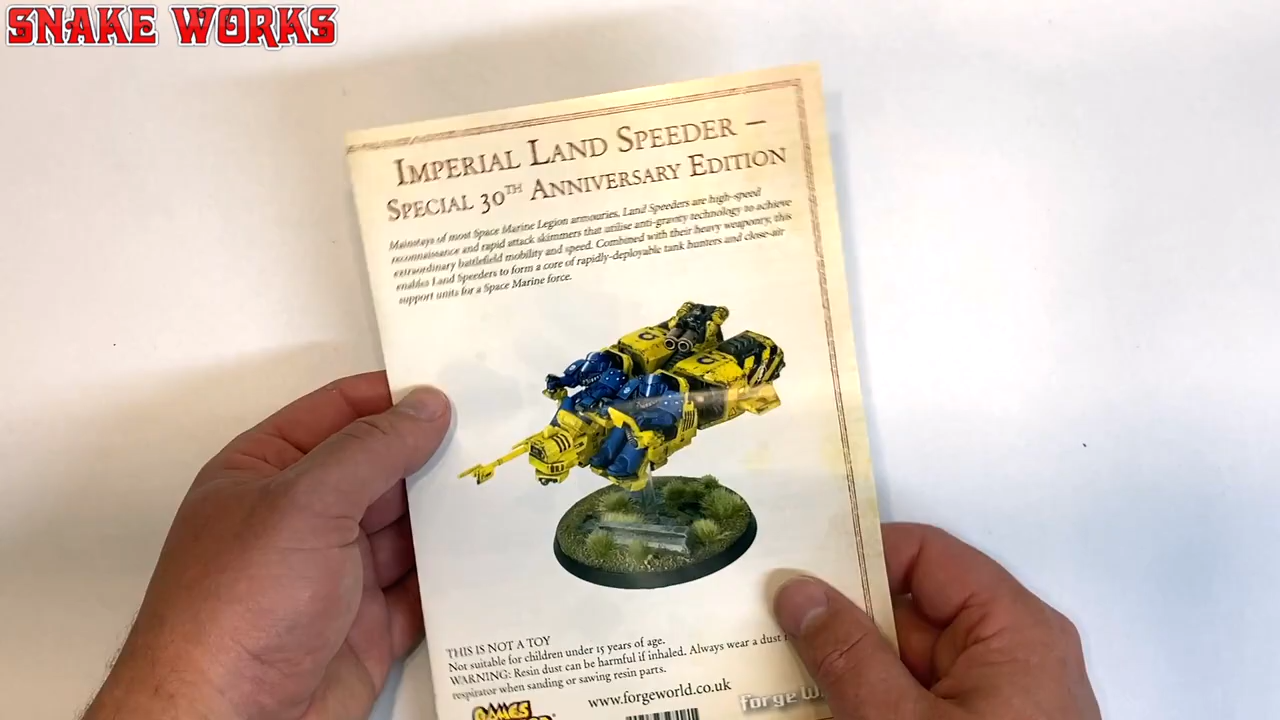 SNAKE WORKS
IMPERIAL LAND SPEEDER –
SPECIAL 30TH ANNIVERSARY EDITION
Mainstays of most Space Marine Legion armouries, Land Speeders are high-speed
reconnaissance and rapid attack skimmers that utilise anti-gravity technology to achieve
extraordinary battlefield mobility and speed. Combined with their heavy weaponry, this
enables Land Speeders to form a core of rapidly-deployable tank hunters and close-air
support units for a Space Marine force.
THIS IS NOT A TOY
Not suitable for children under 15 years of age.
WARNING: Resin dust can be harmful if inhaled. Always wear a dust
respirator when sanding or sawing resin parts.
www.forgeworld.co.uk
GAMES
forge W